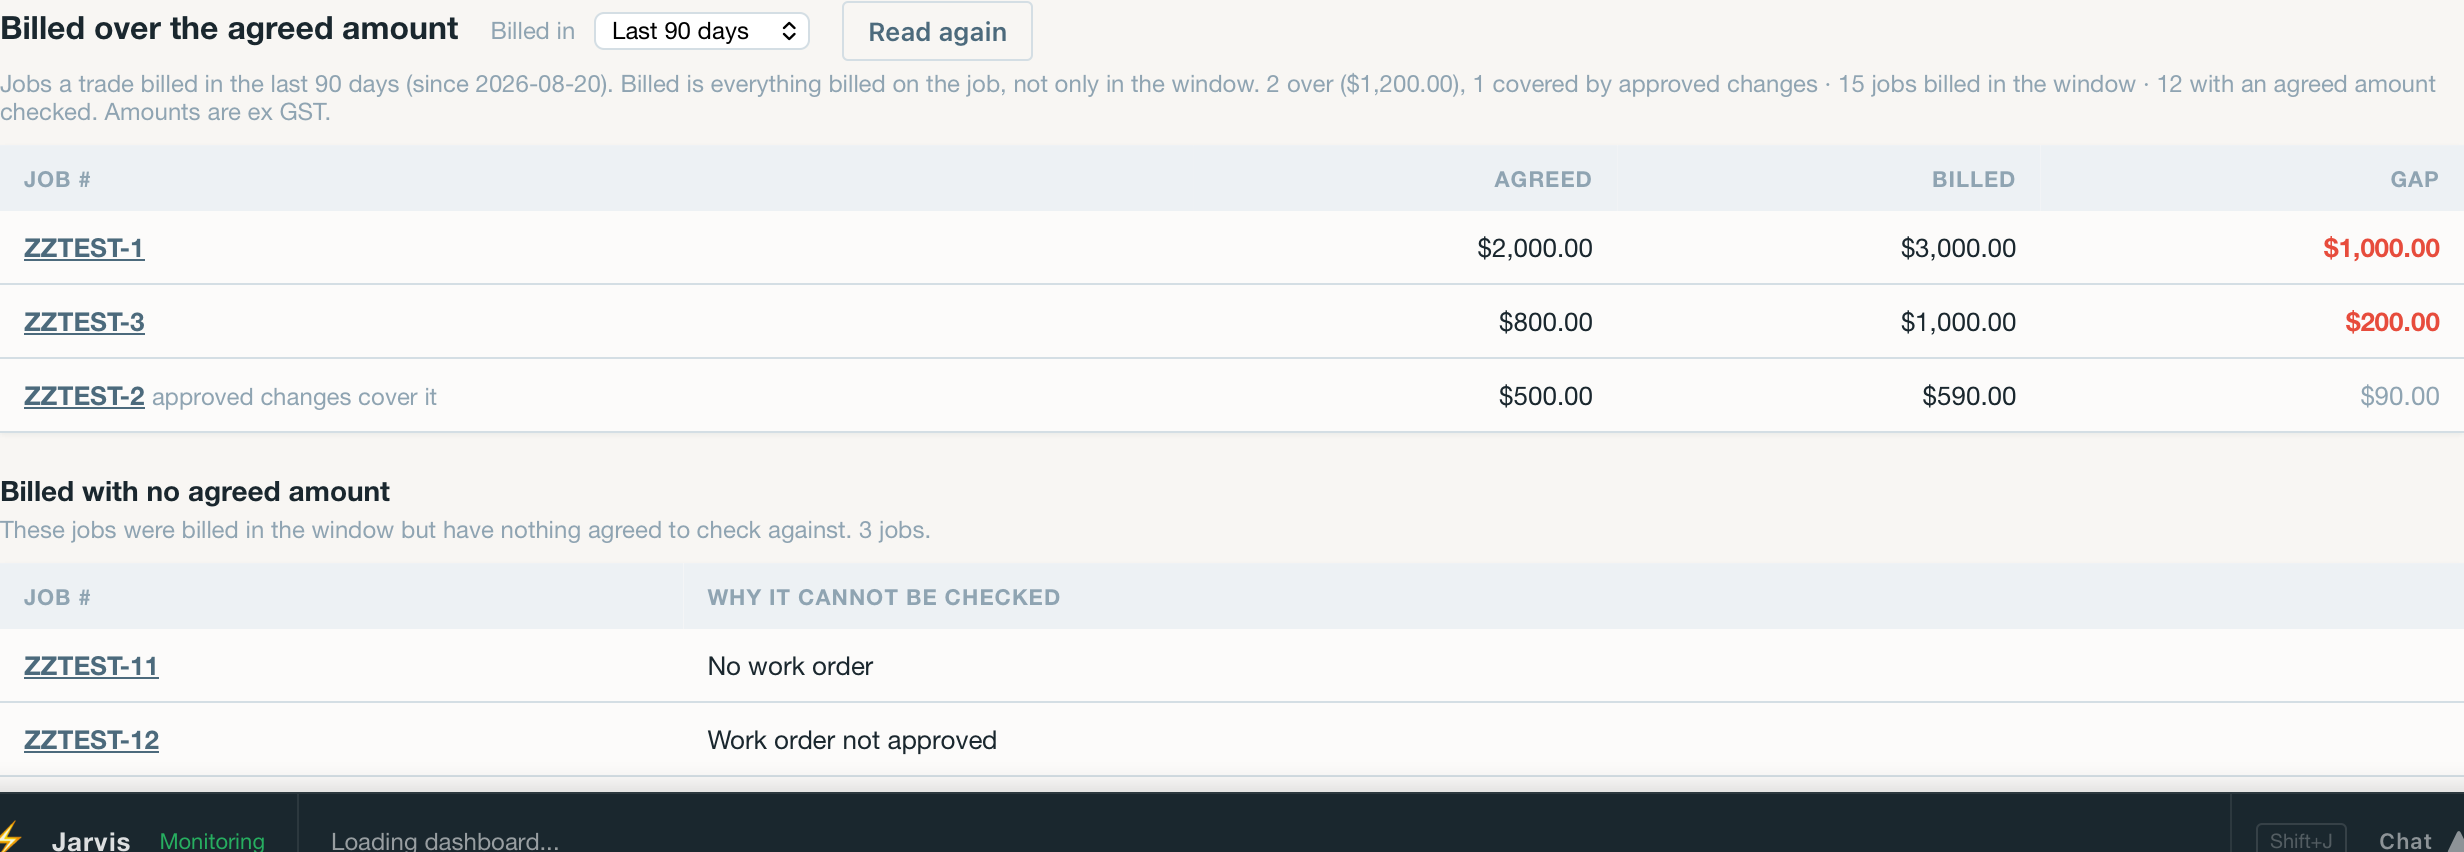 Billed over the agreed amount Billed in Last 90 days Read again
Jobs a trade billed in the last 90 days (since 2026-08-20). Billed is everything billed on the job, not only in the window. 2 over ($1,200.00), 1 covered by approved changes · 15 jobs billed in the window · 12 with an agreed amount
checked. Amounts are ex GST.
JOB # AGREED BILLED GAP
ZZTEST-1 $2,000.00 $3,000.00 $1,000.00
ZZTEST-3 $800.00 $1,000.00 $200.00
ZZTEST-2 approved changes cover it $500.00 $590.00 $90.00
Billed with no agreed amount
These jobs were billed in the window but have nothing agreed to check against. 3 jobs.
JOB # WHY IT CANNOT BE CHECKED
ZZTEST-11 No work order
ZZTEST-12 Work order not approved
Jarvis Monitoring Loading dashboard... Shift+J Chat